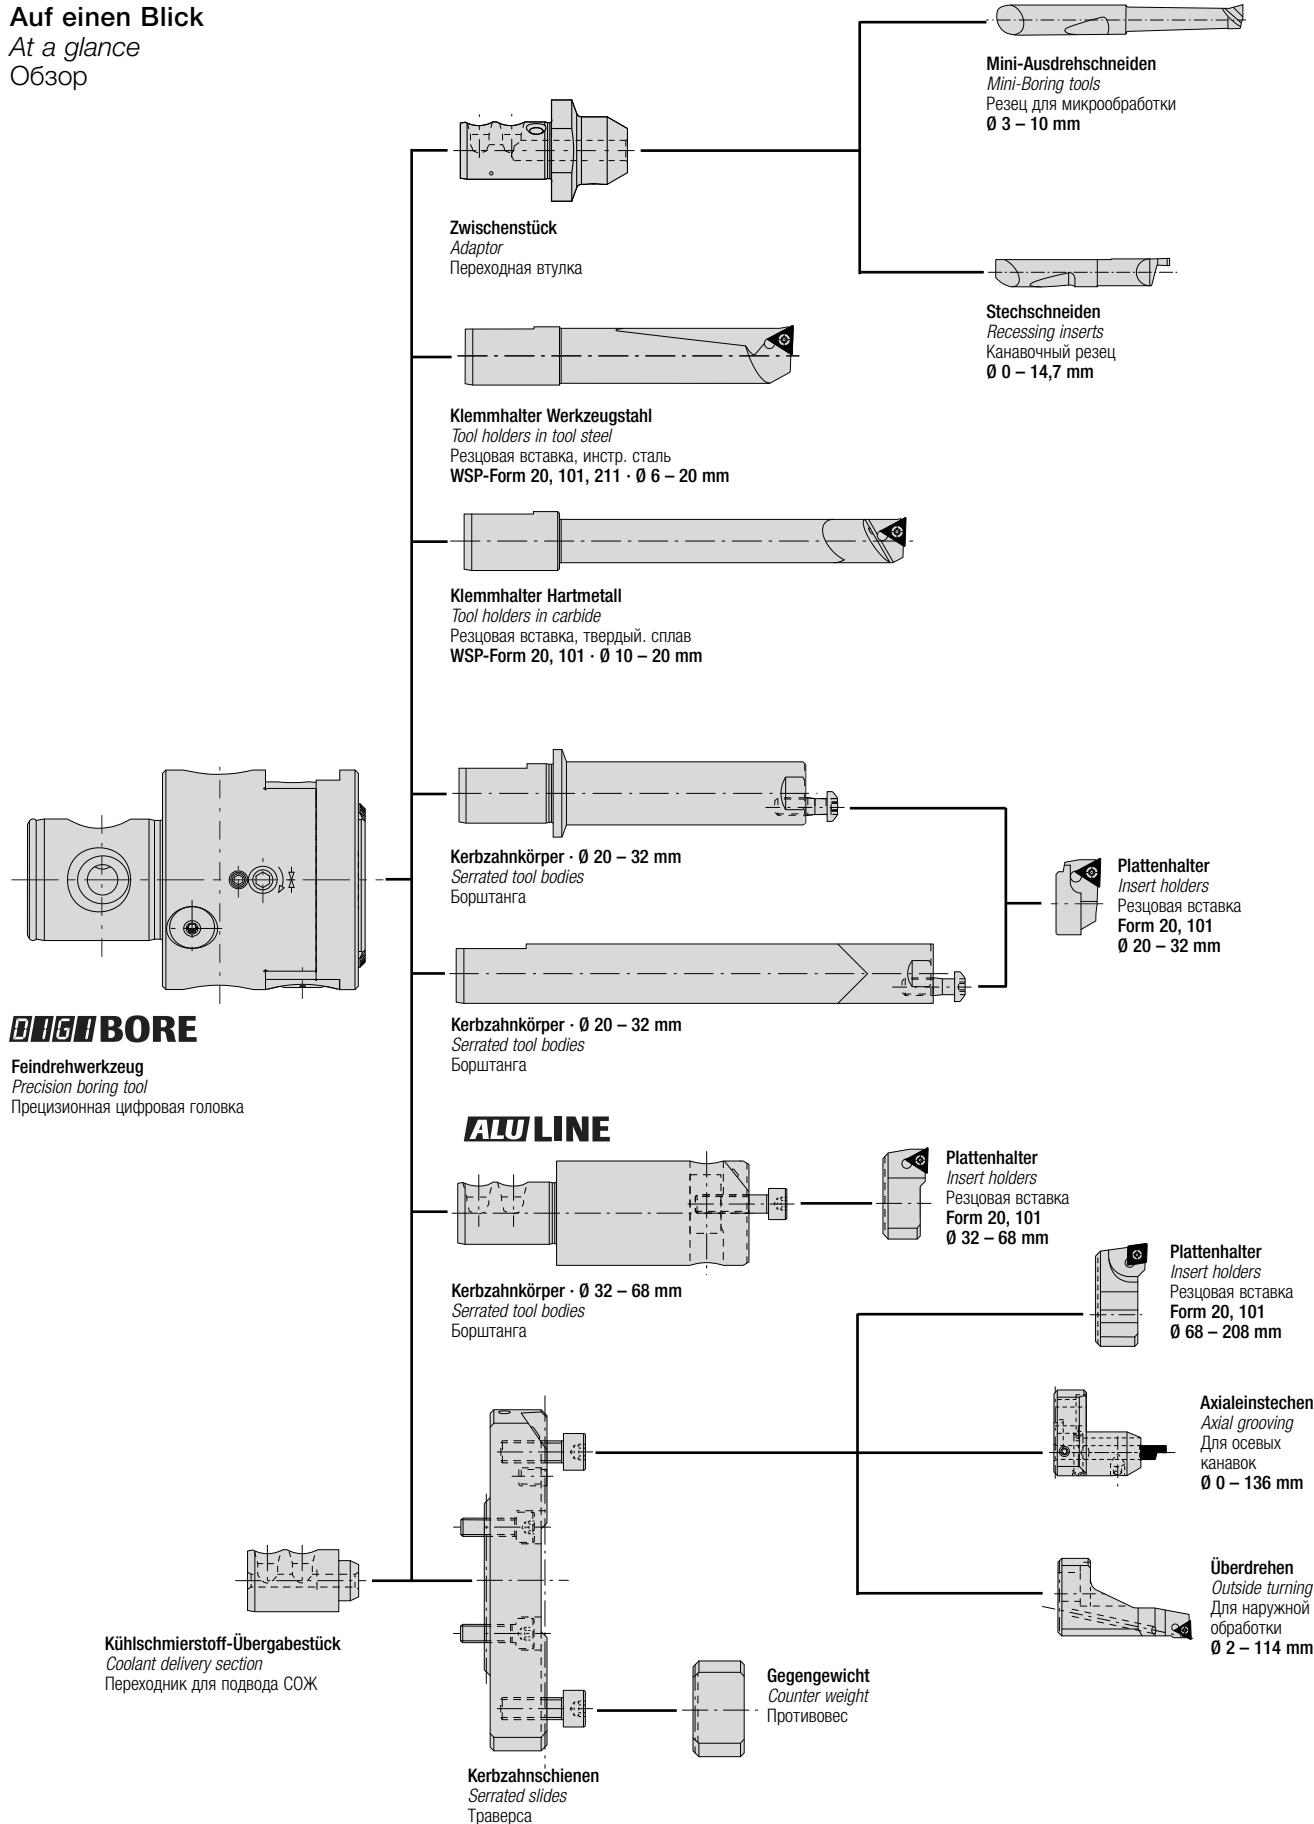 Auf einen Blick
At a glance
Обзор
Mini-Ausdrehschneiden
Mini-Boring tools
Резец для микрообработки
Ø 3 – 10 mm
Zwischenstück
Adaptor
Переходная втулка
Stechschneiden
Recessing inserts
Канавочный резец
Ø 0 – 14,7 mm
Klemmhalter Werkzeugstahl
Tool holders in tool steel
Резцовая вставка, инстр. сталь
WSP-Form 20, 101, 211 · Ø 6 – 20 mm
Klemmhalter Hartmetall
Tool holders in carbide
Резцовая вставка, твердый. сплав
WSP-Form 20, 101 · Ø 10 – 20 mm
Kerbzahnkörper · Ø 20 – 32 mm
Serrated tool bodies
Борштанга
Plattenhalter
Insert holders
Резцовая вставка
Form 20, 101
Ø 20 – 32 mm
DIGIBORE
Feindrehwerkzeug
Precision boring tool
Прецизионная цифровая головка
Kerbzahnkörper · Ø 20 – 32 mm
Serrated tool bodies
Борштанга
ALULINE
Plattenhalter
Insert holders
Резцовая вставка
Form 20, 101
Ø 32 – 68 mm
Kerbzahnkörper · Ø 32 – 68 mm
Serrated tool bodies
Борштанга
Plattenhalter
Insert holders
Резцовая вставка
Form 20, 101
Ø 68 – 208 mm
Axialeinstechen
Axial grooving
Для осевых
канавок
Ø 0 – 136 mm
Überdrehen
Outside turning
Для наружной
обработки
Ø 2 – 114 mm
Kühlschmierstoff-Übergabestück
Coolant delivery section
Переходник для подвода СОЖ
Gegengewicht
Counter weight
Противовес
Kerbzahnschienen
Serrated slides
Траверса